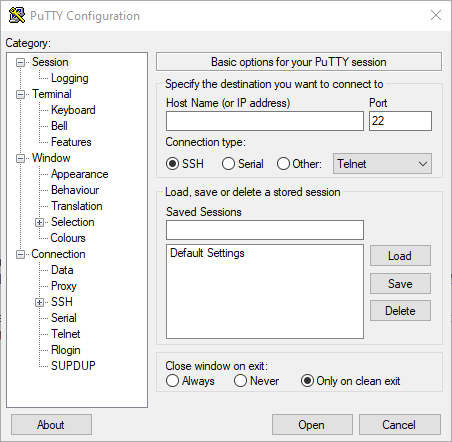 PuTTY Configuration
Category:
Session
Logging
Terminal
Keyboard
Bell
Features
Window
Appearance
Behaviour
Translation
Selection
Colours
Connection
Data
Proxy
SSH
Serial
Telnet
Rlogin
SUPDUP
Basic options for your PuTTY session
Specify the destination you want to connect to
Host Name (or IP address) Port
22
Connection type:
SSH Serial Other: Telnet
Load, save or delete a stored session
Saved Sessions
Default Settings
Load
Save
Delete
Close window on exit:
Always Never Only on clean exit
About Open Cancel